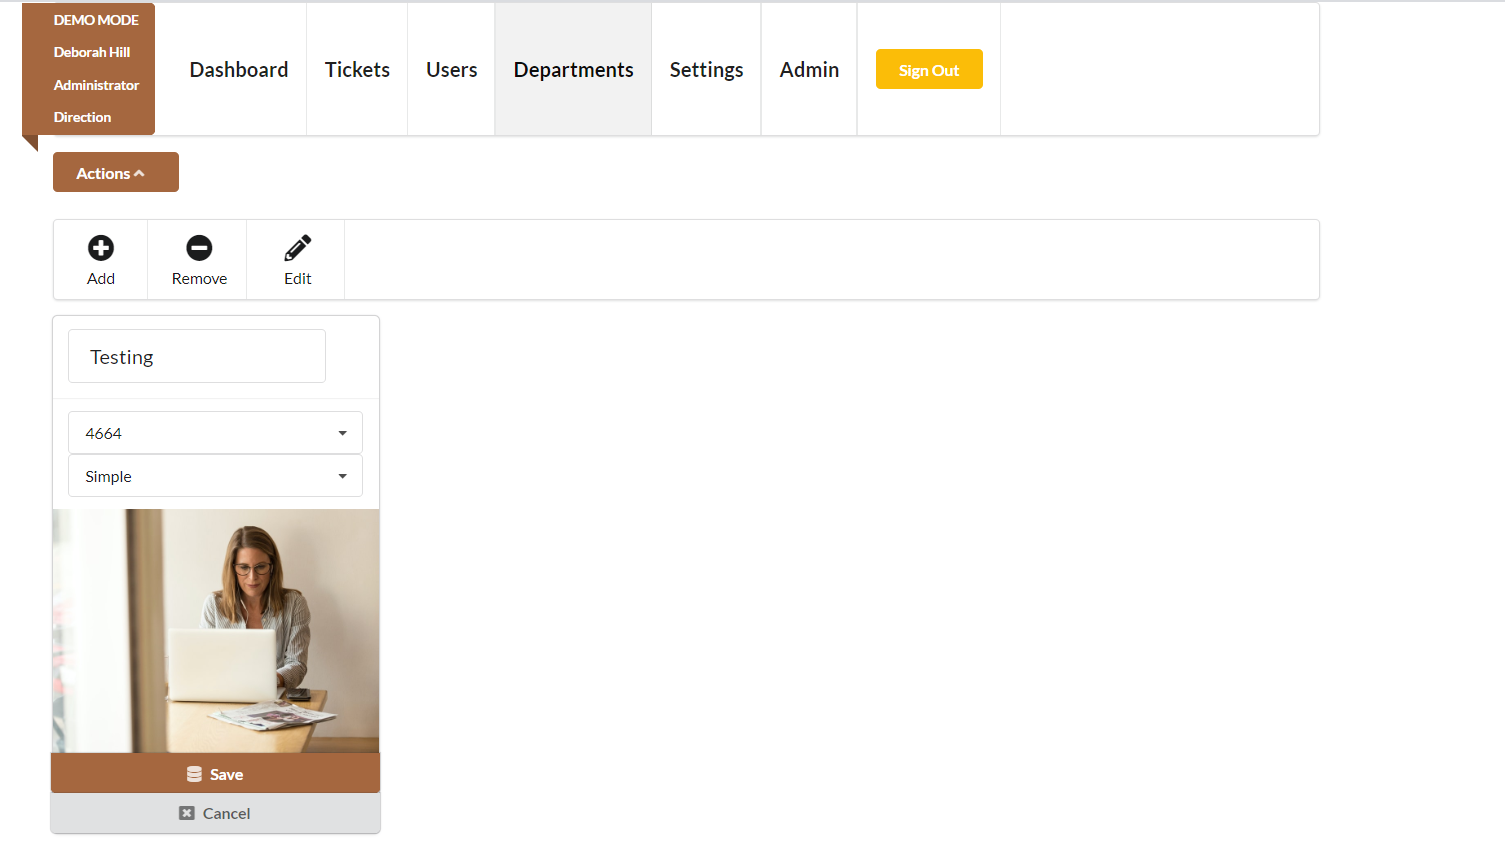 DEMO MODE
Deborah Hill
Administrator
Direction
Dashboard
Tickets
Users
Departments
Settings
Admin
Sign Out
Actions
Add
Remove
Edit
Testing
4664
Simple
Save
Cancel